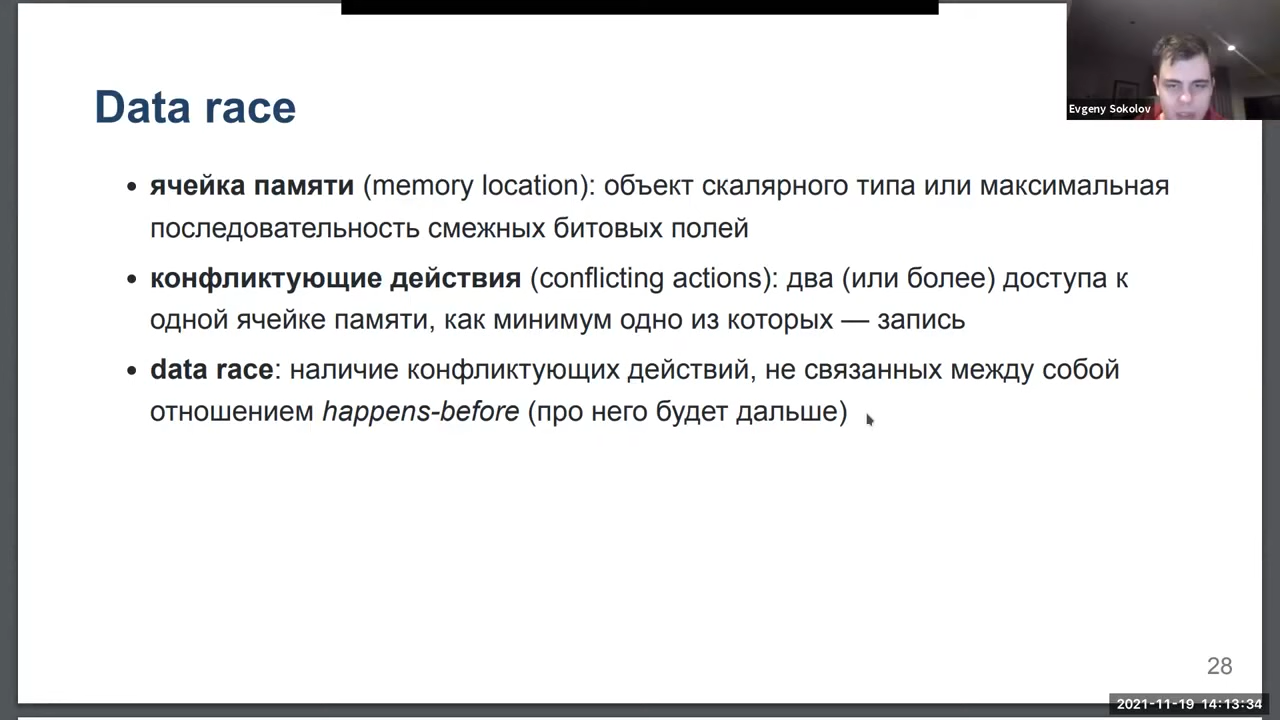 Data race
Evgeny Sokolov
• ячейка памяти (memory location): объект скалярного типа или максимальная
последовательность смежных битовых полей
• конфликтующие действия (conflicting actions): два (или более) доступа к
одной ячейке памяти, как минимум одно из которых — запись
• data race: наличие конфликтующих действий, не связанных между собой
отношением happens-before (про него будет дальше)
28
2021-11-19 14:13:34